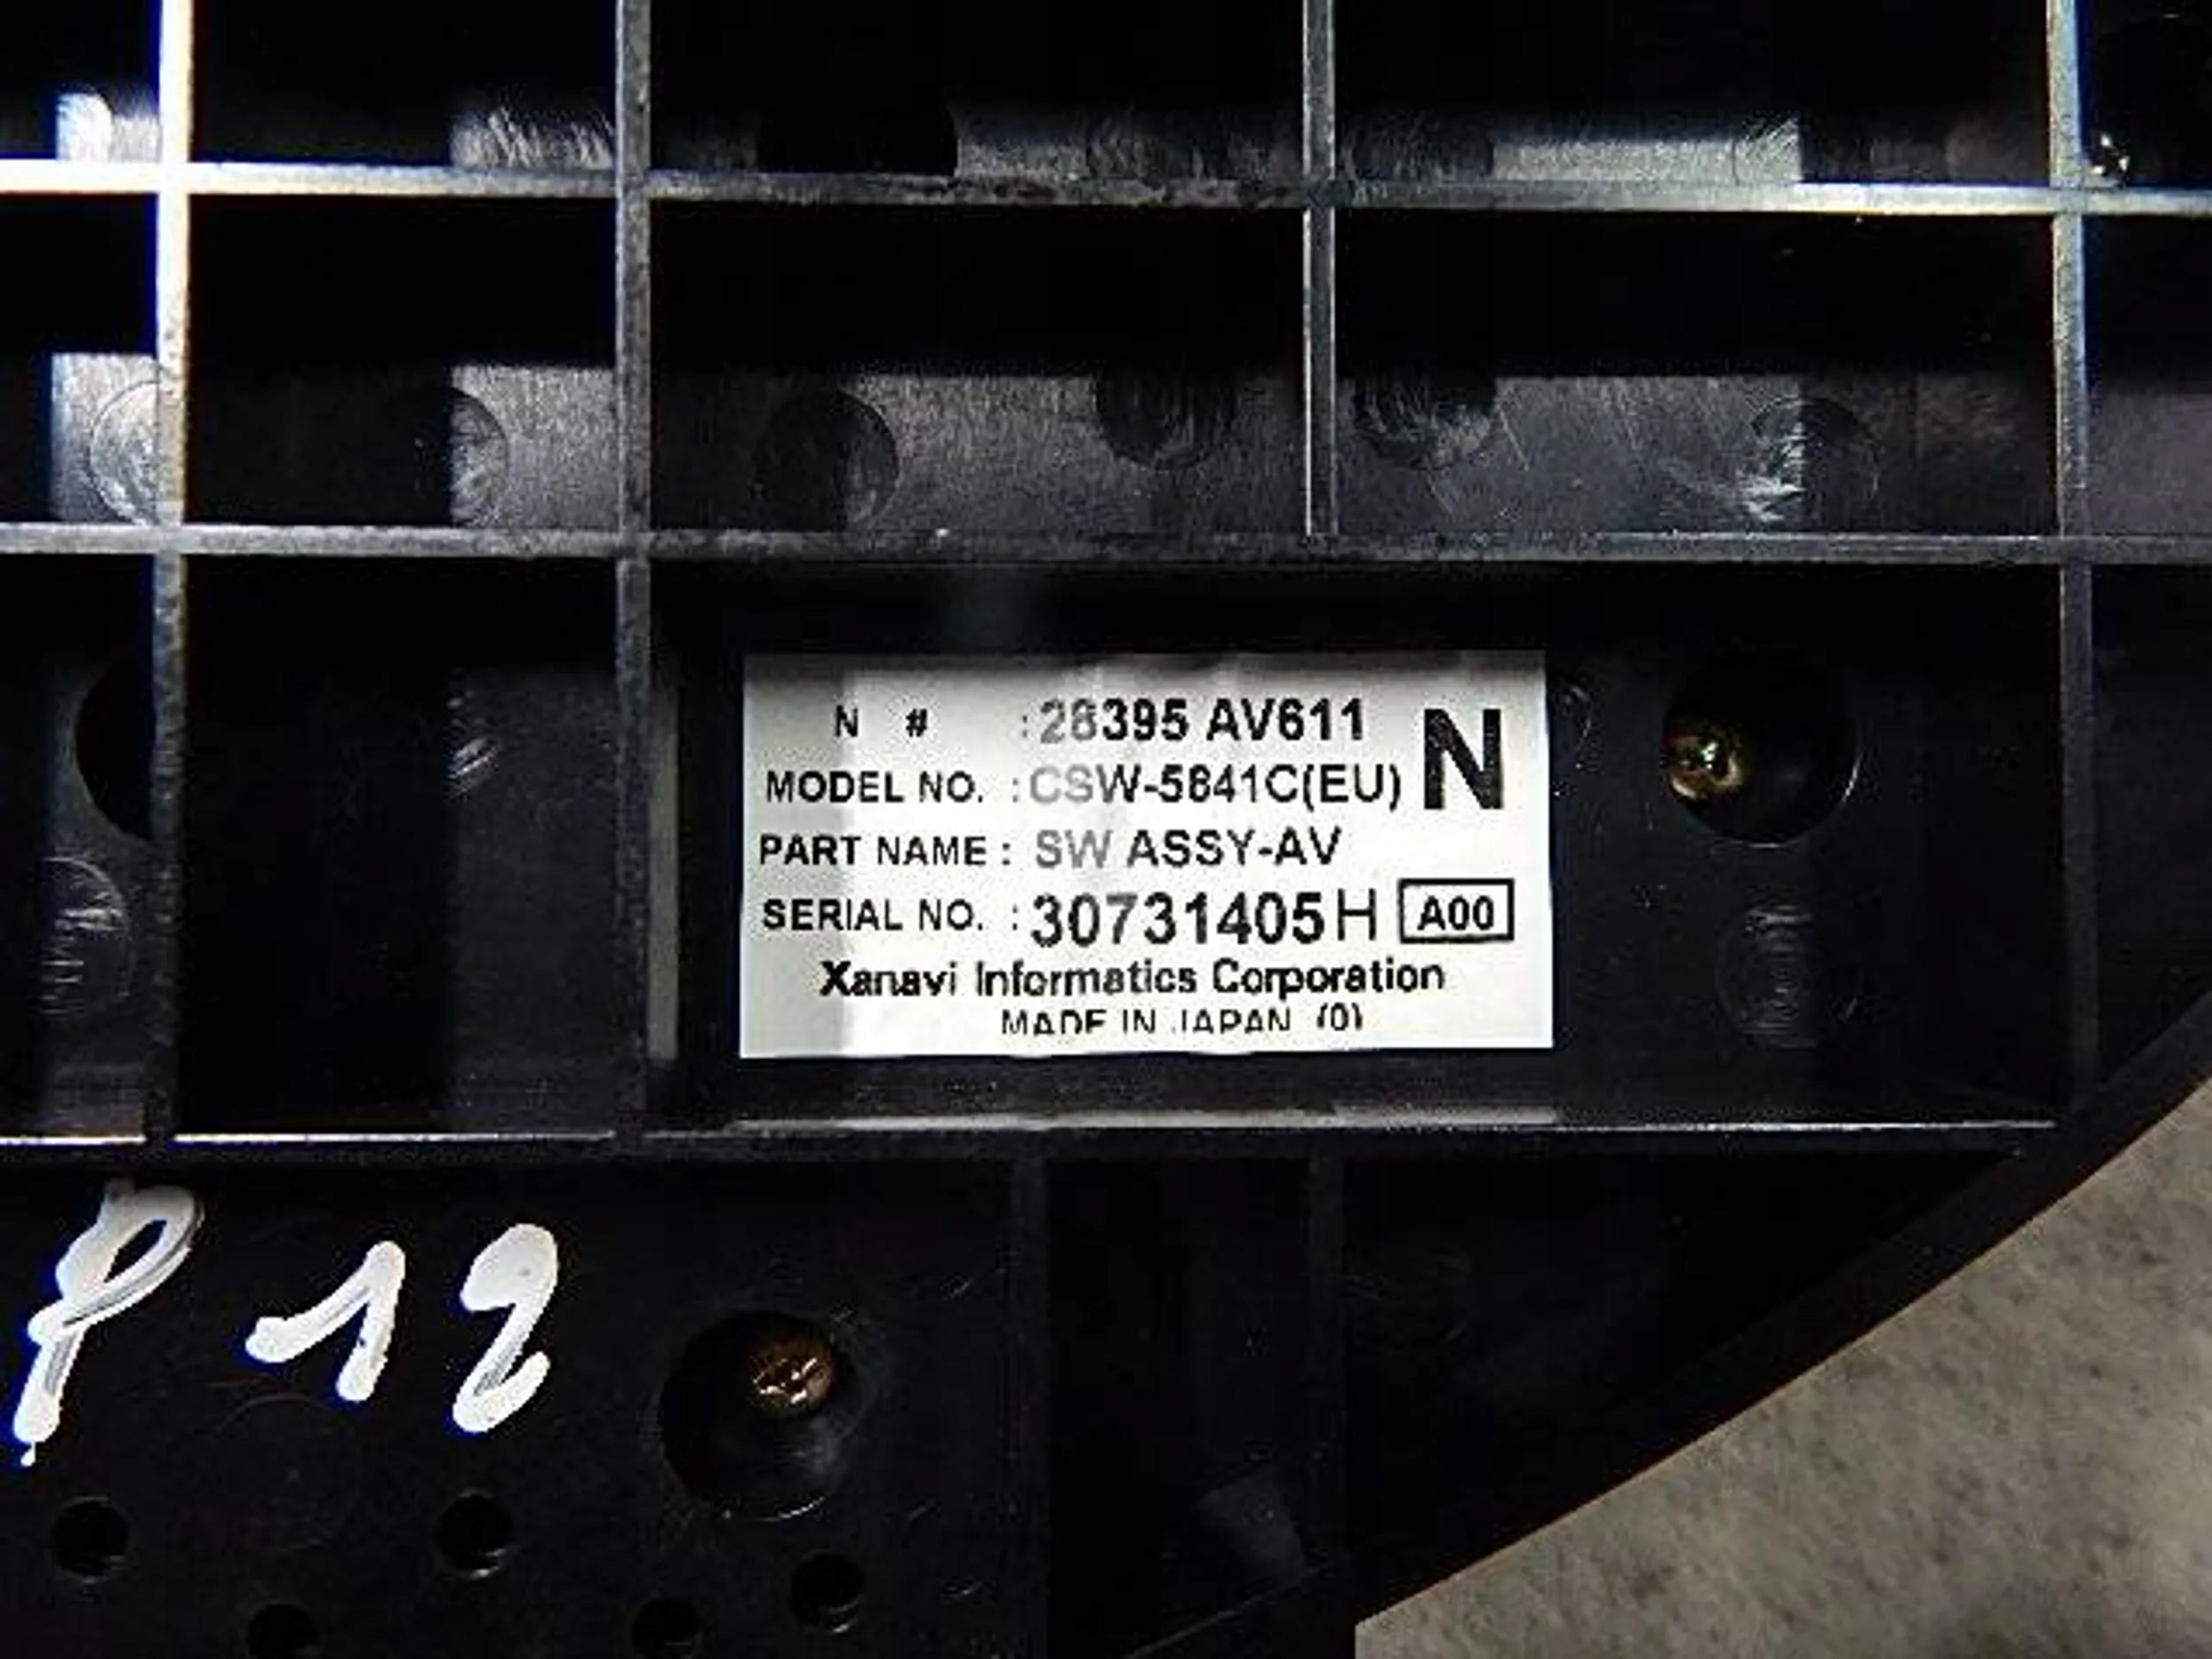 N # :28395 AV611 N
MODEL NO. :CSW-5841C(EU)
PART NAME : SW ASSY-AV
SERIAL NO. :30731405H A00
Xanavi Informatics Corporation
MADE IN JAPAN (0)
P 12